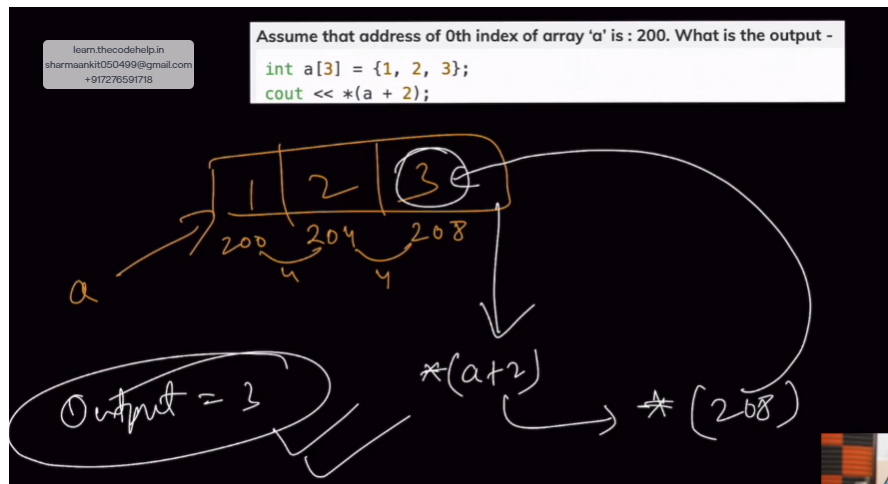 learn.thecodehelp.in
sharmaankit050499@gmail.com
+917276591718
Assume that address of 0th index of array ‘a’ is : 200. What is the output -
int a[3] = {1, 2, 3};
cout << *(a + 2);
1 2 3
200 204 208
4 4
a
*(a+2)
*(208)
Output = 3